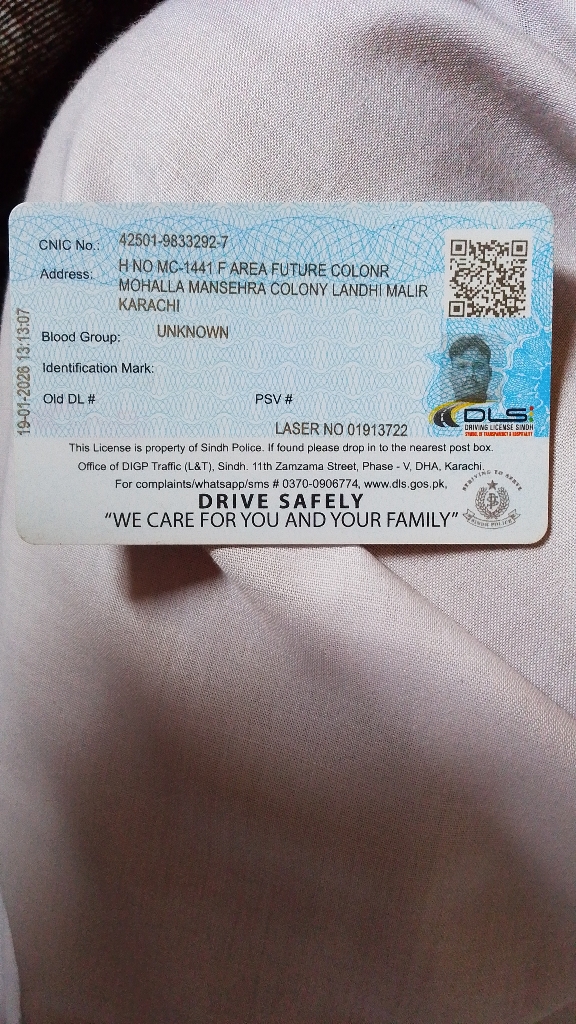 CNIC No.: 42501-9833292-7
Address: H NO MC-1441 F AREA FUTURE COLONR
MOHALLA MANSEHRA COLONY LANDHI MALIR
KARACHI
Blood Group: UNKNOWN
Identification Mark:
Old DL # PSV #
LASER NO 01913722
19-01-2026 13:13:07
DLS
DRIVING LICENSE SINDH
SYMBOL OF TRANSPARENCY & HOSPITALITY
This License is property of Sindh Police. If found please drop in to the nearest post box.
Office of DIGP Traffic (L&T), Sindh. 11th Zamzama Street, Phase - V, DHA, Karachi.
For complaints/whatsapp/sms # 0370-0906774, www.dls.gos.pk,
DRIVE SAFELY
“WE CARE FOR YOU AND YOUR FAMILY”
STRIVING TO SERVE
SINDH POLICE